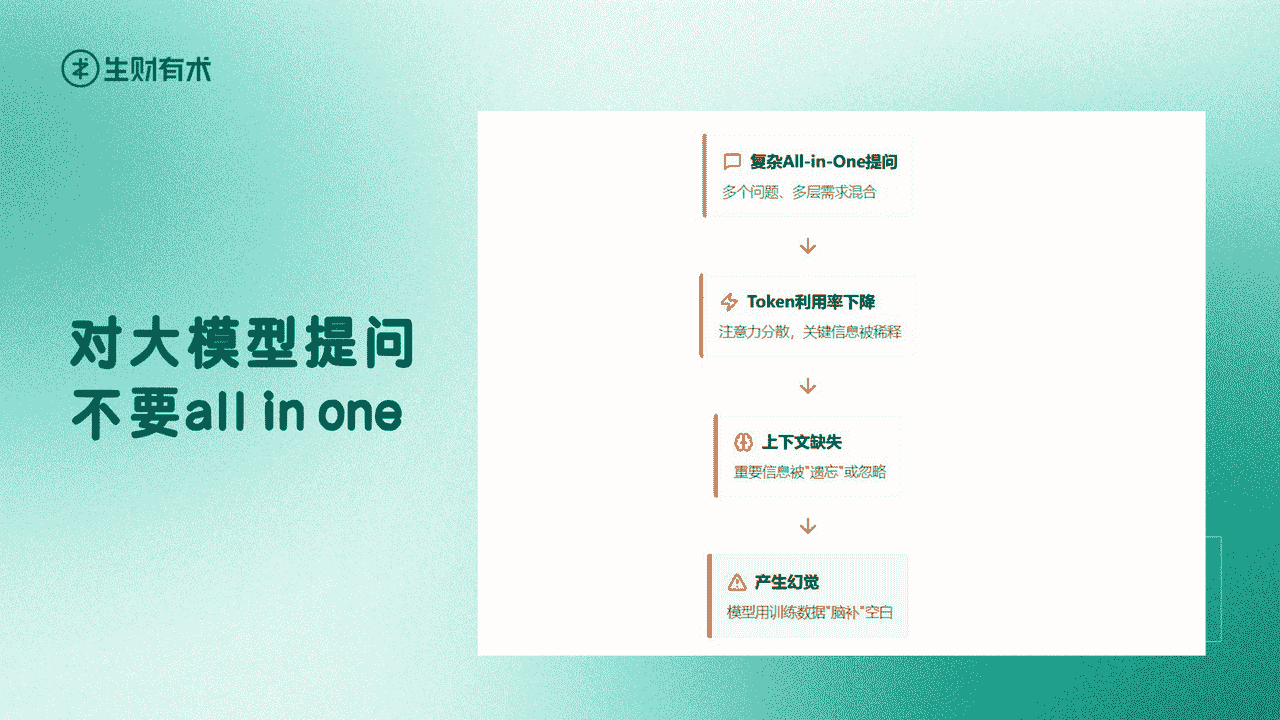 生财有术
对大模型提问
不要all in one
复杂All-in-One提问
多个问题、多层需求混合
Token利用率下降
注意力分散，关键信息被稀释
上下文缺失
重要信息被"遗忘"或忽略
产生幻觉
模型用训练数据"脑补"空白